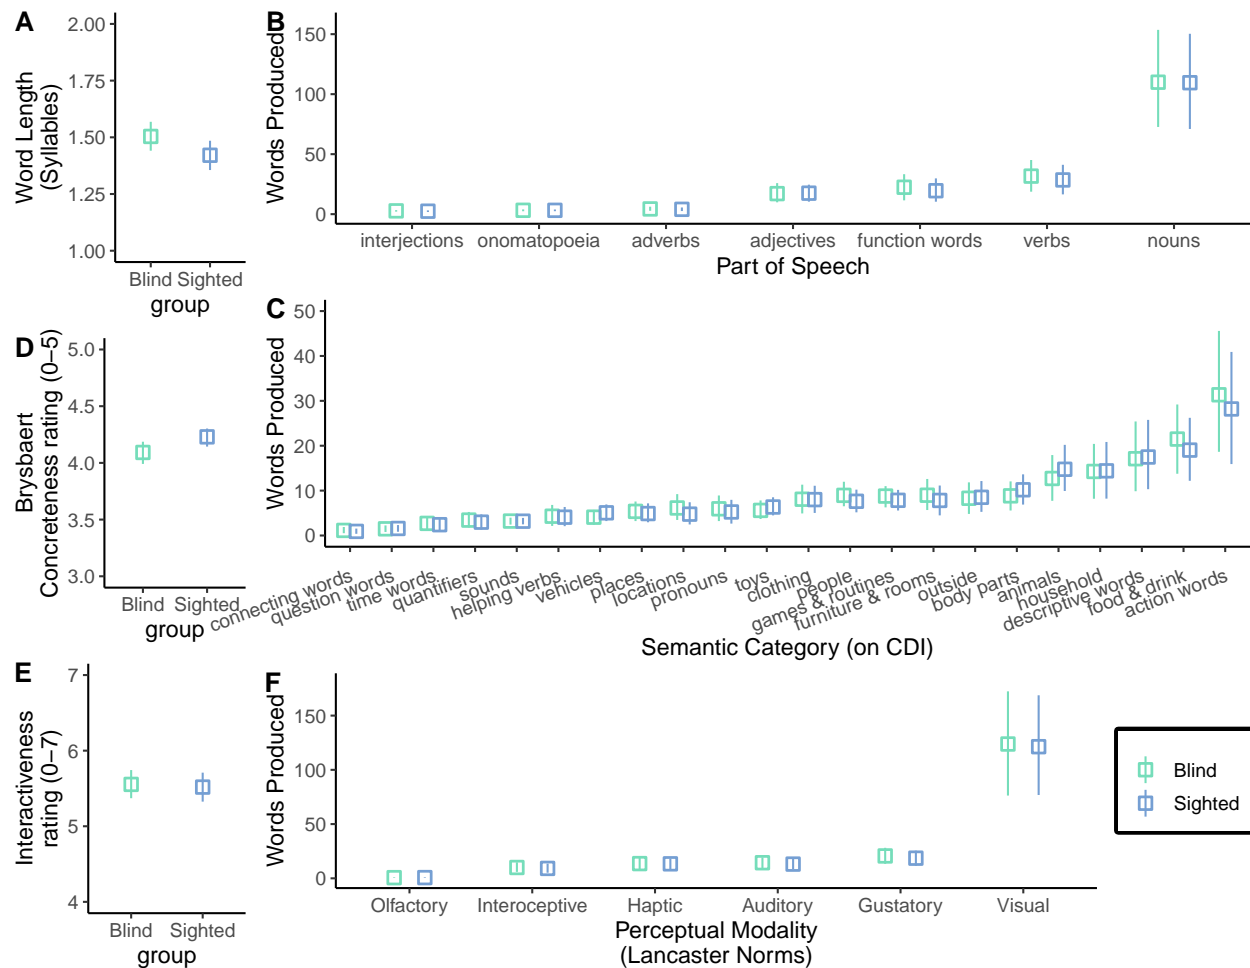 A
Word Length
(Syllables)
2.00
1.75
1.50
1.25
1.00
Blind Sighted
group
B
Words Produced
150
100
50
0
interjections onomatopoeia adverbs adjectives function words verbs nouns
Part of Speech
D
Brysbaert
Concreteness rating (0–5)
5.0
4.5
4.0
3.5
3.0
Blind Sighted
group
C
Words Produced
50
40
30
20
10
0
connecting words
question words
time words
quantifiers
sounds
helping verbs
vehicles
places
locations
pronouns
toys
clothing
people
games & routines
furniture & rooms
outside
body parts
animals
household
descriptive words
food & drink
action words
Semantic Category (on CDI)
E
Interactiveness
rating (0–7)
7
6
5
4
Blind Sighted
group
F
Words Produced
150
100
50
0
Olfactory Interoceptive Haptic Auditory Gustatory Visual
Perceptual Modality
(Lancaster Norms)
Blind
Sighted